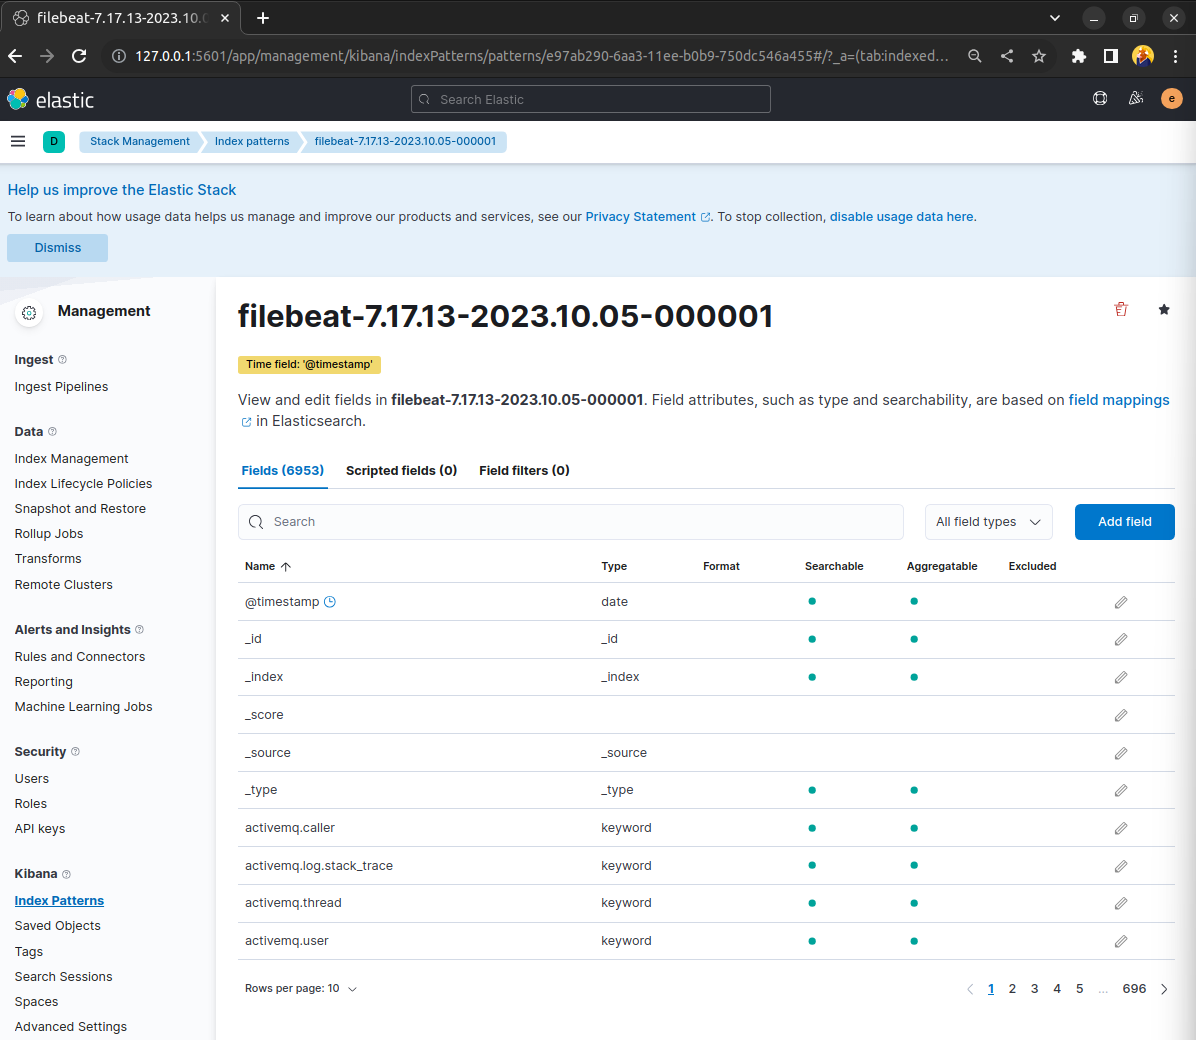 filebeat-7.17.13-2023.10.0
127.0.0.1:5601/app/management/kibana/indexPatterns/patterns/e97ab290-6aa3-11ee-b0b9-750dc546a455#/?_a=(tab:indexed...
elastic
Search Elastic
e
D
Stack Management
Index patterns
filebeat-7.17.13-2023.10.05-000001
Help us improve the Elastic Stack
To learn about how usage data helps us manage and improve our products and services, see our Privacy Statement. To stop collection, disable usage data here.
Dismiss
Management
Ingest
Ingest Pipelines
Data
Index Management
Index Lifecycle Policies
Snapshot and Restore
Rollup Jobs
Transforms
Remote Clusters
Alerts and Insights
Rules and Connectors
Reporting
Machine Learning Jobs
Security
Users
Roles
API keys
Kibana
Index Patterns
Saved Objects
Tags
Search Sessions
Spaces
Advanced Settings
filebeat-7.17.13-2023.10.05-000001
Time field: '@timestamp'
View and edit fields in filebeat-7.17.13-2023.10.05-000001. Field attributes, such as type and searchability, are based on field mappings
in Elasticsearch.
Fields (6953) Scripted fields (0) Field filters (0)
Search
All field types
Add field
Name Type Format Searchable Aggregatable Excluded
@timestamp date
_id _id
_index _index
_score
_source _source
_type _type
activemq.caller keyword
activemq.log.stack_trace keyword
activemq.thread keyword
activemq.user keyword
Rows per page: 10
1 2 3 4 5 ... 696